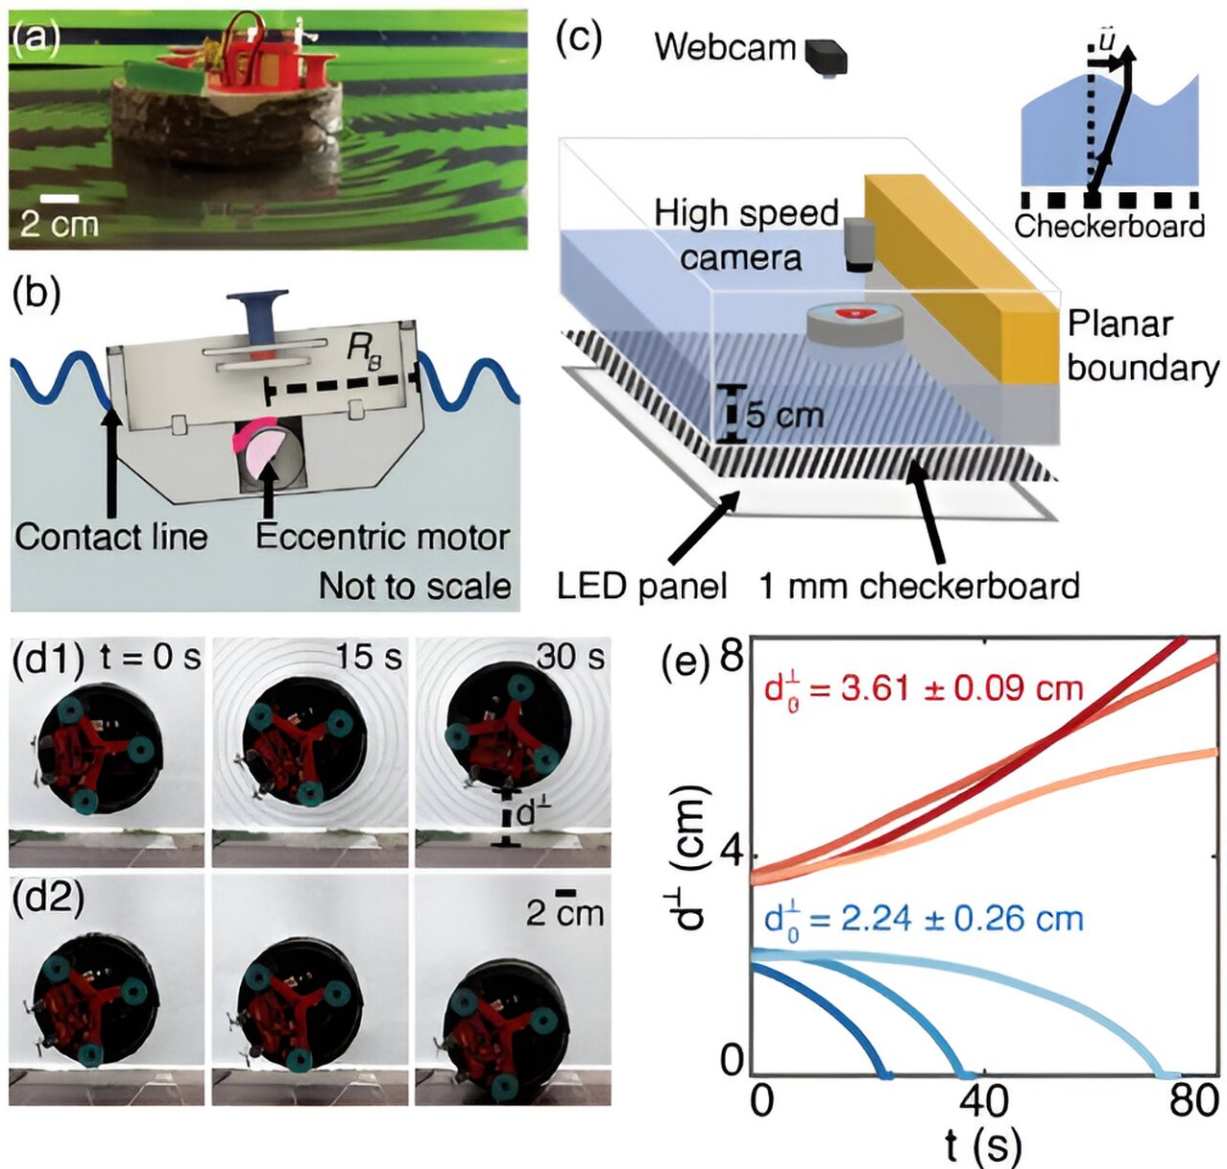 (a)
2 cm
(b)
R_B
Contact line
Eccentric motor
Not to scale
(c)
Webcam
u⃗
Checkerboard
High speed
camera
Planar
boundary
5 cm
LED panel
1 mm checkerboard
(d1) t = 0 s
15 s
30 s
d⊥
(d2)
2 cm
(e)
8
d₀⊥ = 3.61 ± 0.09 cm
4
d⊥ (cm)
d₀⊥ = 2.24 ± 0.26 cm
0
0
40
80
t (s)